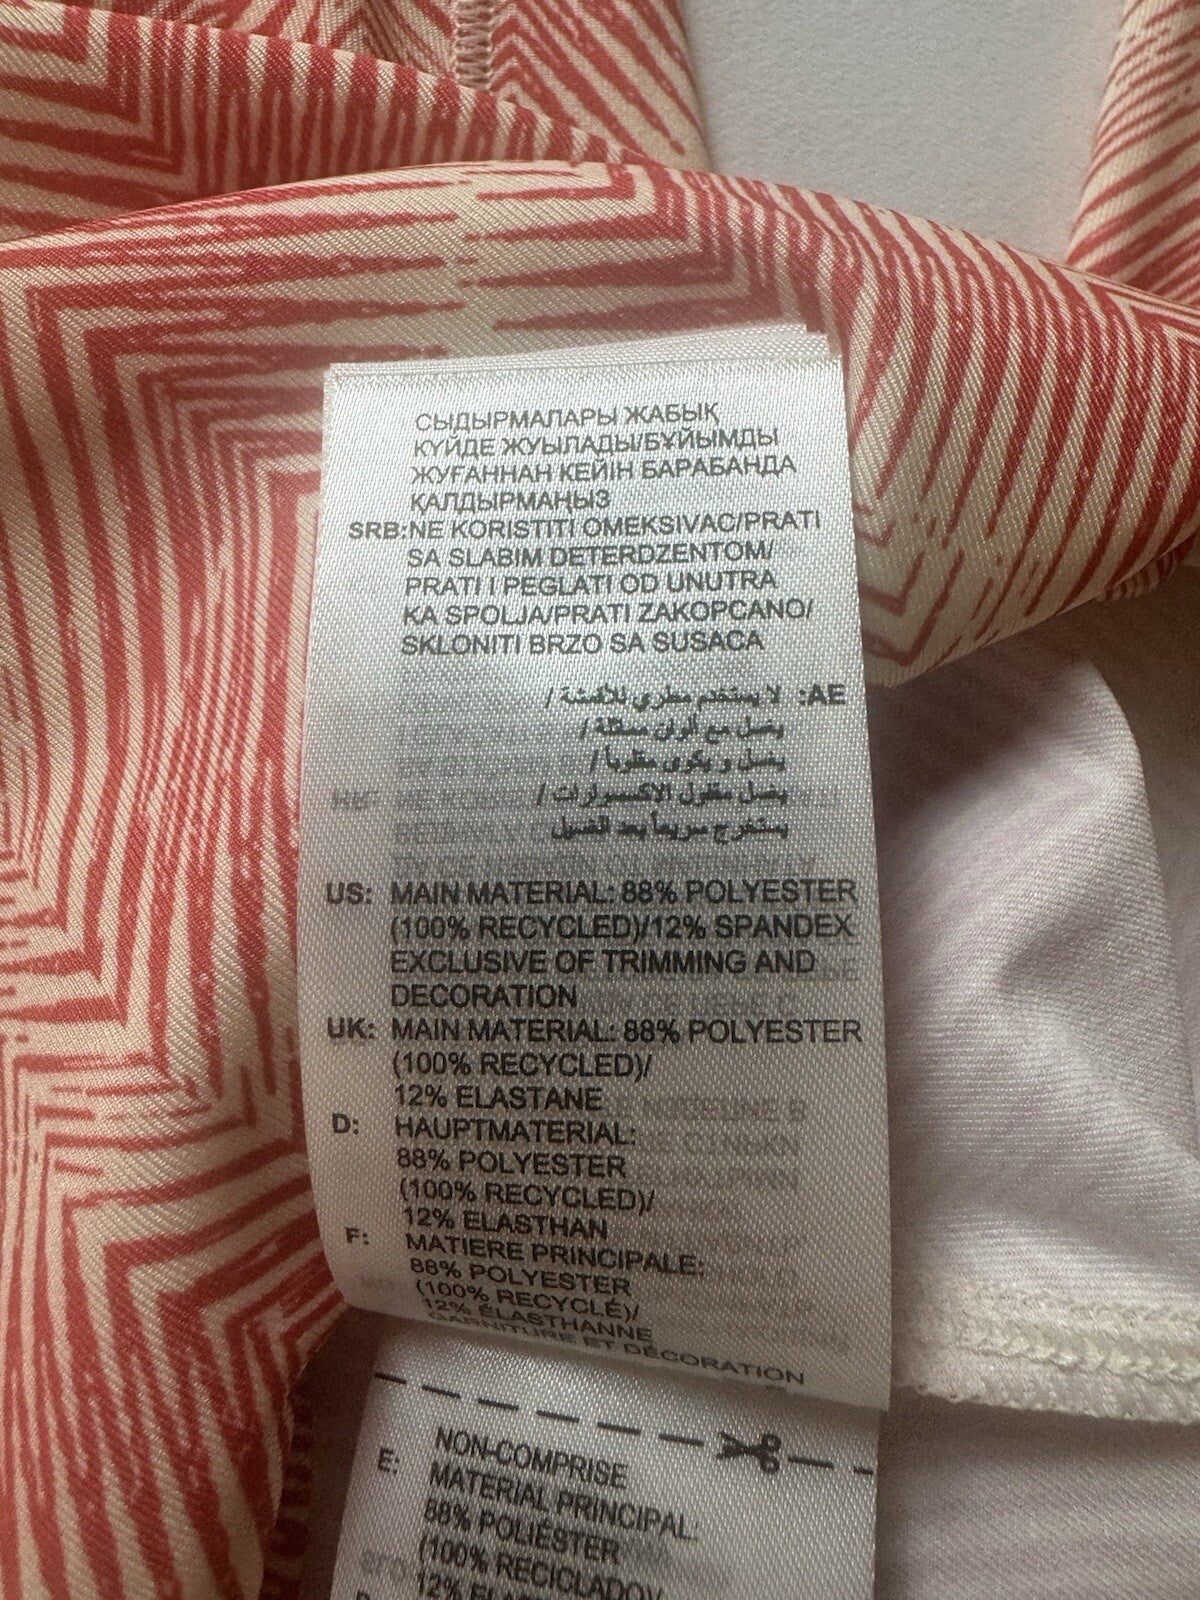 СЫДЫРМАЛАРЫ ЖАБЫҚ
КҮЙДЕ ЖУЫЛАДЫ/БҰЙЫМДЫ
ЖУҒАННАН КЕЙІН БАРАБАНДА
ҚАЛДЫРМАҢЫЗ
SRB:NE KORISTITI OMEKSIVAC/PRATI
SA SLABIM DETERDZENTOM/
PRATI I PEGLATI OD UNUTRA
KA SPOLJA/PRATI ZAKOPCANO/
SKLONITI BRZO SA SUSACA
AE: لا يستخدم مطري للأقمشة /
يغسل مع ألوان مماثلة /
يغسل و يكوى مقلوباً /
يغسل مقفول الاكسسوارات /
يستخرج سريعاً بعد الغسيل
US: MAIN MATERIAL: 88% POLYESTER
(100% RECYCLED)/12% SPANDEX
EXCLUSIVE OF TRIMMING AND
DECORATION
UK: MAIN MATERIAL: 88% POLYESTER
(100% RECYCLED)/
12% ELASTANE
D: HAUPTMATERIAL:
88% POLYESTER
(100% RECYCLED)/
12% ELASTHAN
F: MATIERE PRINCIPALE:
88% POLYESTER
(100% RECYCLÉ)/
12% ÉLASTHANNE
GARNITURE ET DÉCORATION
NON-COMPRISE
E: MATERIAL PRINCIPAL:
88% POLIÉSTER
(100% RECICLADO)/
12%